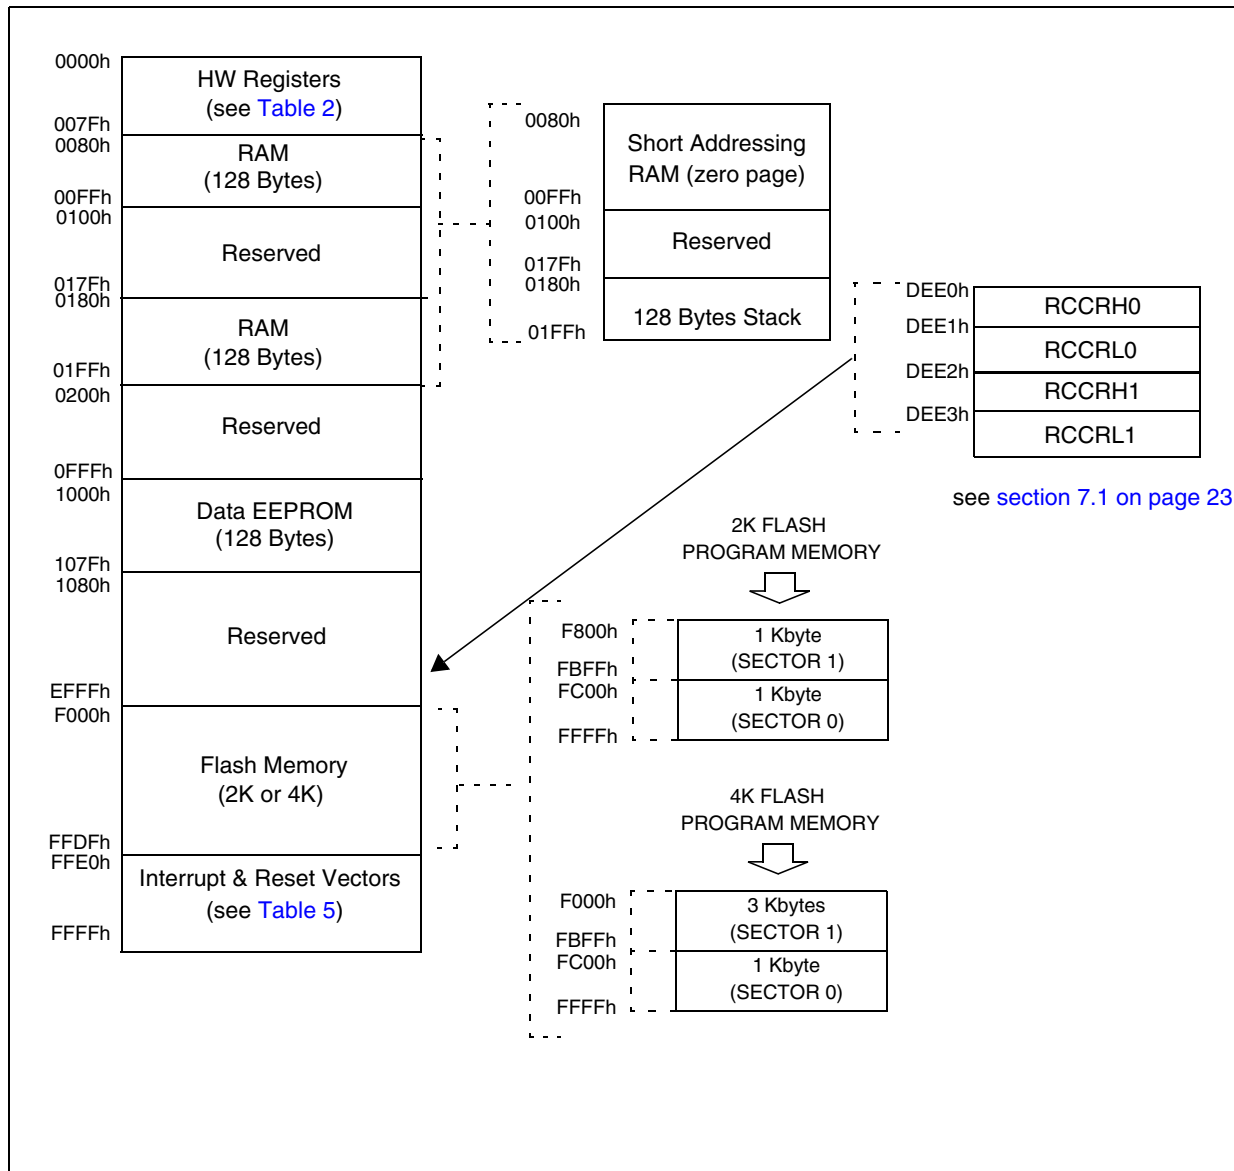 0000h
HW Registers
(see Table 2)
007Fh
0080h
RAM
(128 Bytes)
00FFh
0100h
Reserved
017Fh
0180h
RAM
(128 Bytes)
01FFh
0200h
Reserved
0FFFh
1000h
Data EEPROM
(128 Bytes)
107Fh
1080h
Reserved
EFFFh
F000h
Flash Memory
(2K or 4K)
FFDFh
FFE0h
Interrupt & Reset Vectors
(see Table 5)
FFFFh
0080h
Short Addressing
RAM (zero page)
00FFh
0100h
Reserved
017Fh
0180h
128 Bytes Stack
01FFh
DEE0h
RCCRH0
DEE1h
RCCRL0
DEE2h
RCCRH1
DEE3h
RCCRL1
see section 7.1 on page 23
2K FLASH
PROGRAM MEMORY
F800h
1 Kbyte
(SECTOR 1)
FBFFh
FC00h
1 Kbyte
(SECTOR 0)
FFFFh
4K FLASH
PROGRAM MEMORY
F000h
3 Kbytes
(SECTOR 1)
FBFFh
FC00h
1 Kbyte
(SECTOR 0)
FFFFh